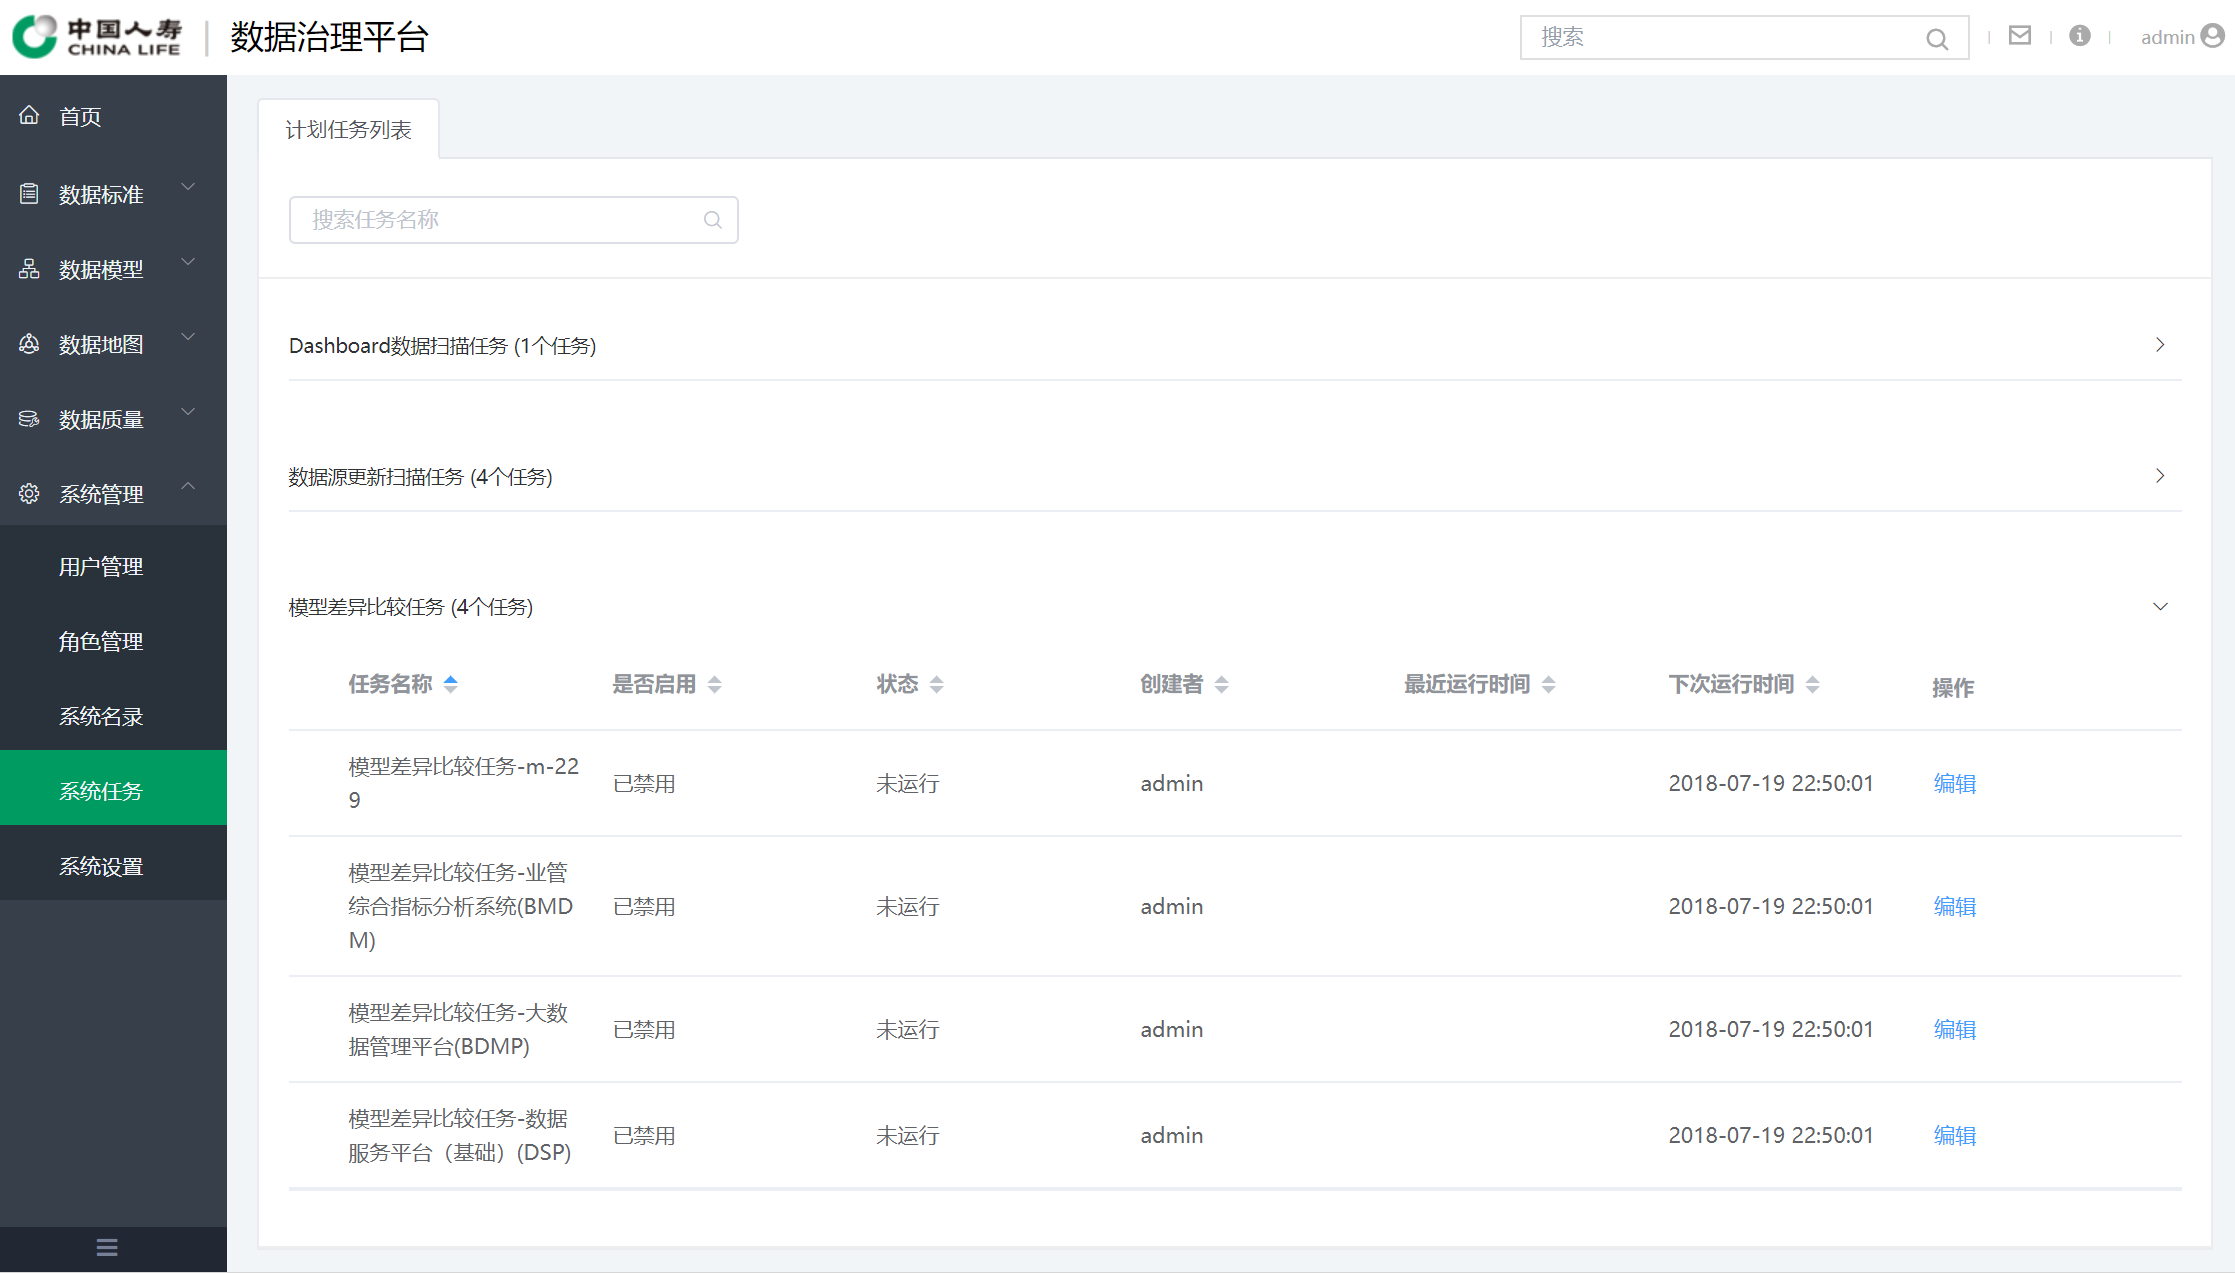 中国人寿
CHINA LIFE
数据治理平台
搜索
admin
首页
数据标准
数据模型
数据地图
数据质量
系统管理
用户管理
角色管理
系统名录
系统任务
系统设置
计划任务列表
搜索任务名称
Dashboard数据扫描任务 (1个任务)
数据源更新扫描任务 (4个任务)
模型差异比较任务 (4个任务)
任务名称 是否启用 状态 创建者 最近运行时间 下次运行时间 操作
模型差异比较任务-m-22
9
已禁用 未运行 admin 2018-07-19 22:50:01 编辑
模型差异比较任务-业管
综合指标分析系统(BMD
M)
已禁用 未运行 admin 2018-07-19 22:50:01 编辑
模型差异比较任务-大数
据管理平台(BDMP)
已禁用 未运行 admin 2018-07-19 22:50:01 编辑
模型差异比较任务-数据
服务平台（基础）(DSP)
已禁用 未运行 admin 2018-07-19 22:50:01 编辑